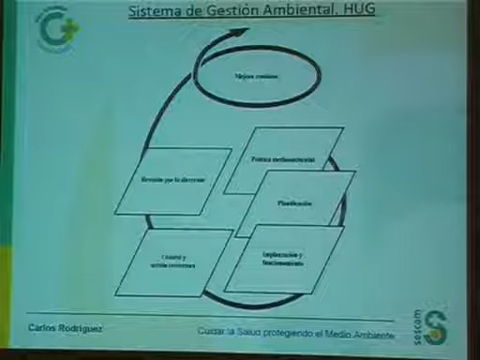 Sistema de Gestión Ambiental. HUG
Mejora continua
Política medioambiental
Revisión por la dirección
Planificación
Implantación y
funcionamiento
Control y
acción correctora
Carlos Rodríguez
Cuidar la Salud protegiendo el Medio Ambiente
sescam